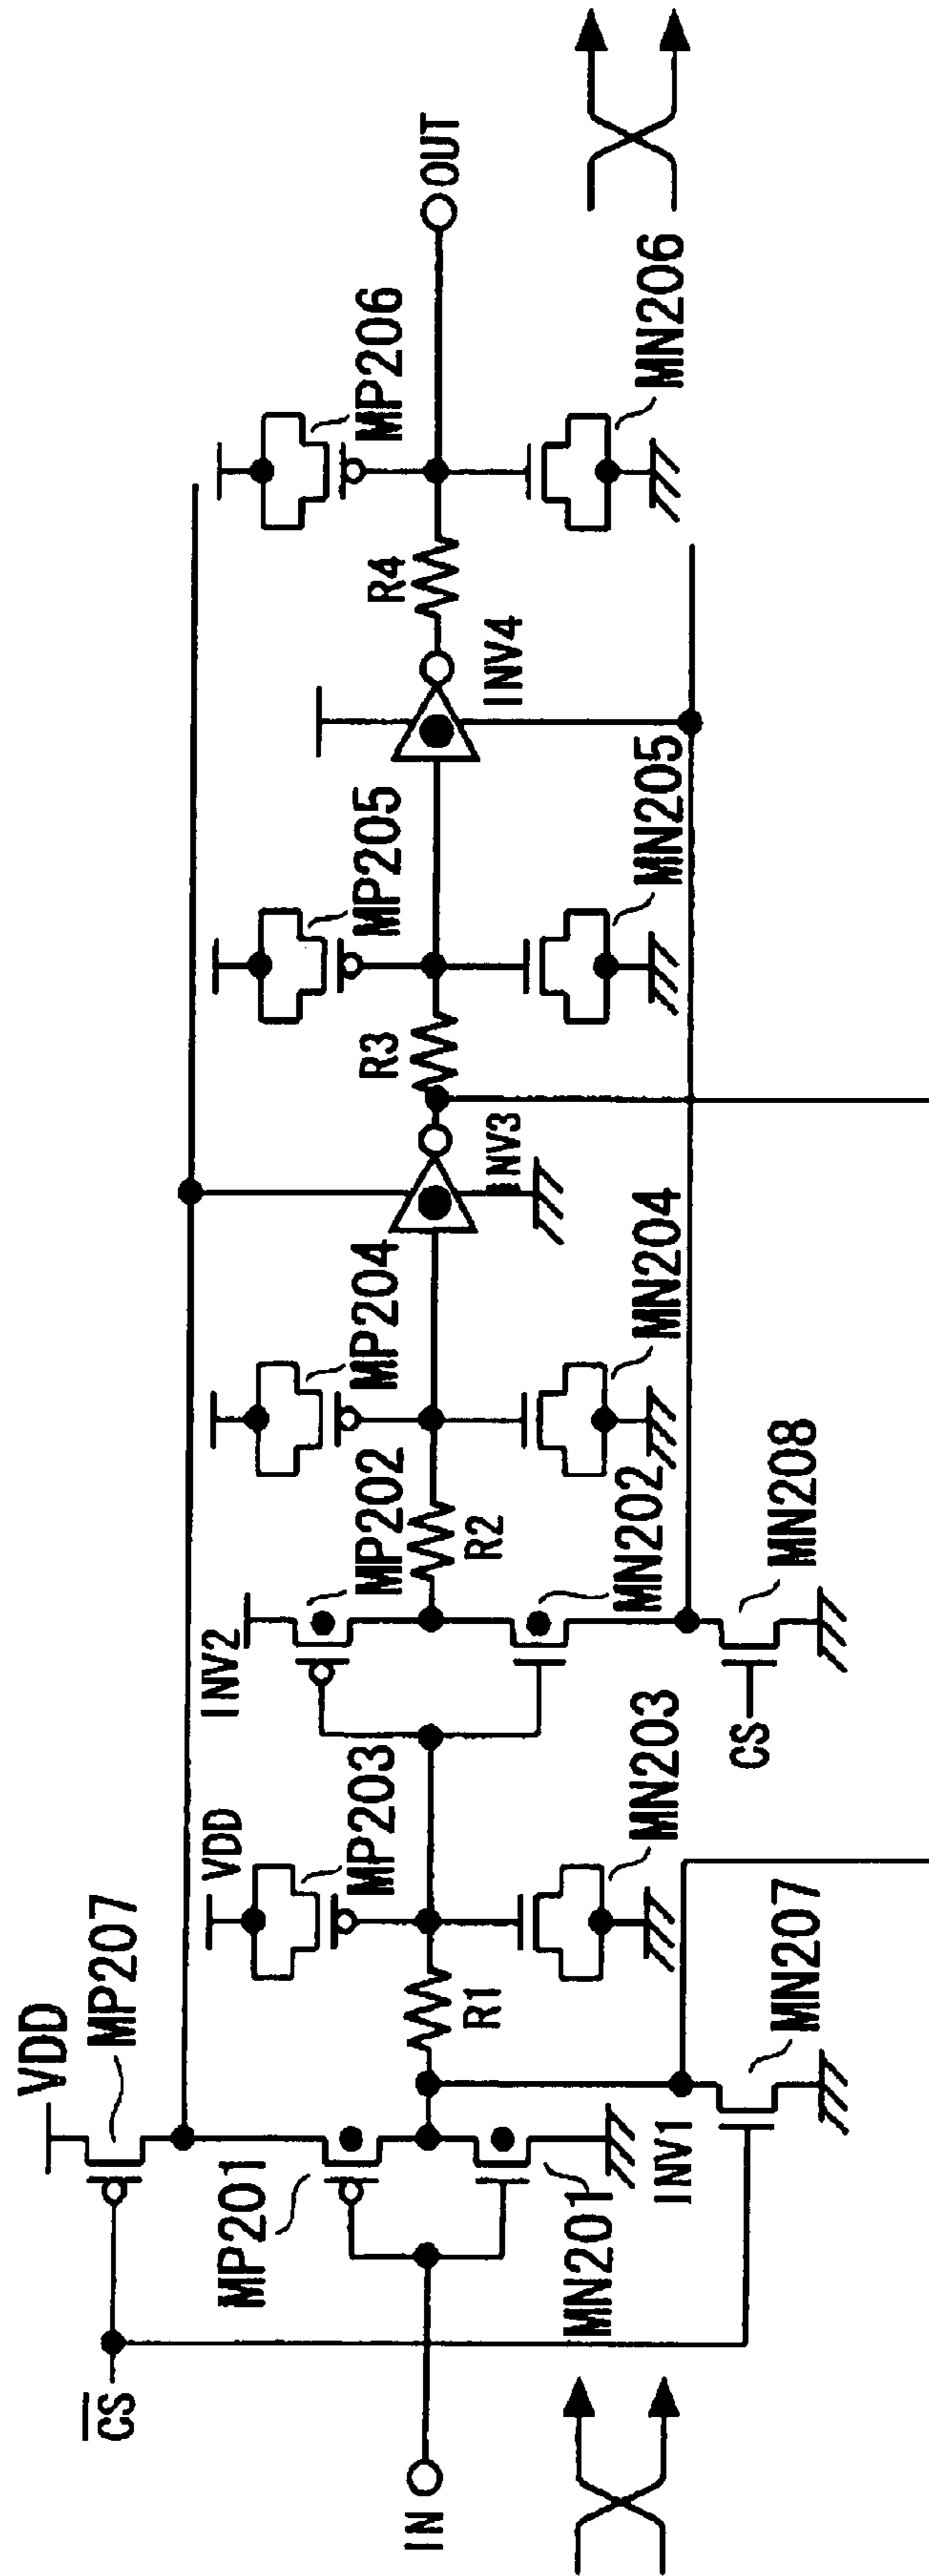 VDD
CS
MP207
IN
MP201
MN201
INV1
MN207
R1
VDD
MP203
MN203
INV2
MP202
MN202
CS
MN208
R2
MP204
MN204
INV3
R3
MP205
MN205
INV4
R4
MP206
MN206
OUT